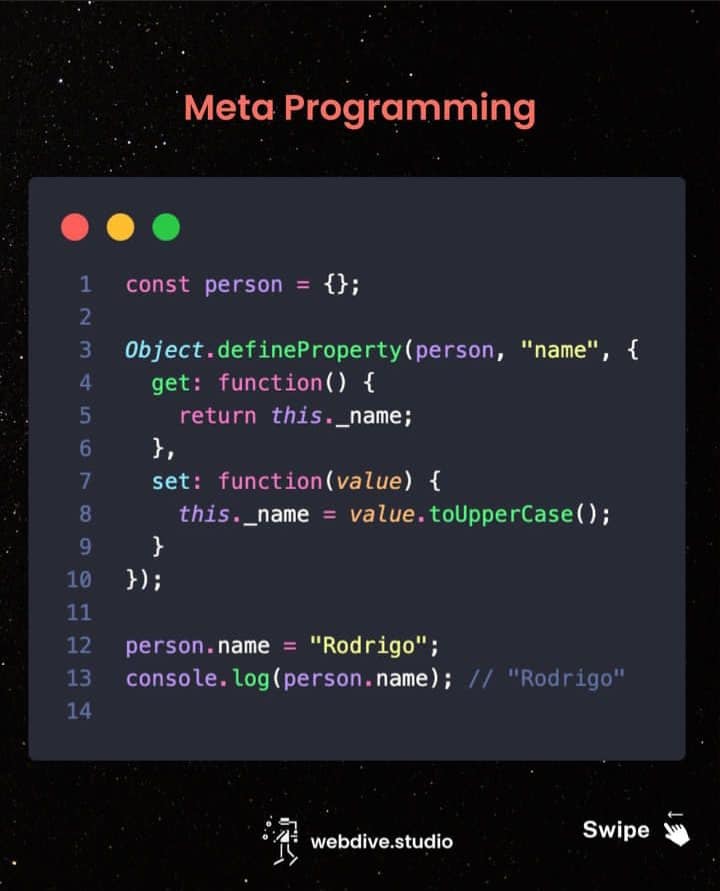 Meta Programming
1 const person = {};
2
3 Object.defineProperty(person, "name", {
4 get: function() {
5 return this._name;
6 },
7 set: function(value) {
8 this._name = value.toUpperCase();
9 }
10 });
11
12 person.name = "Rodrigo";
13 console.log(person.name); // "Rodrigo"
14
webdive.studio
Swipe